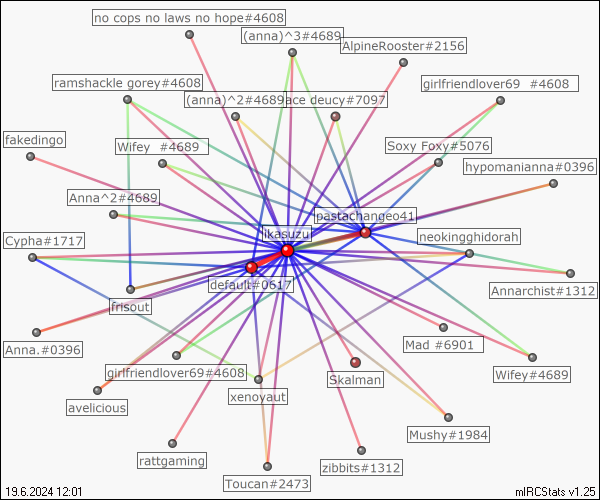 no cops no laws no hope#4608
(anna)^3#4689
AlpineRooster#2156
ramshackle gorey#4608
girlfriendlover69 #4608
(anna)^2#4689
ace deucy#7097
fakedingo
Wifey #4689
Soxy Foxy#5076
hypomanianna#0396
Anna^2#4689
pastachangeo41
ikasuzu
Cypha#1717
neokingghidorah
default#0617
Annarchist#1312
frisout
Anna.#0396
Mad #6901
girlfriendlover69#4608
Skalman
Wifey#4689
xenoyaut
avelicious
Mushy#1984
rattgaming
zibbits#1312
Toucan#2473
19.6.2024 12:01
mIRCStats v1.25